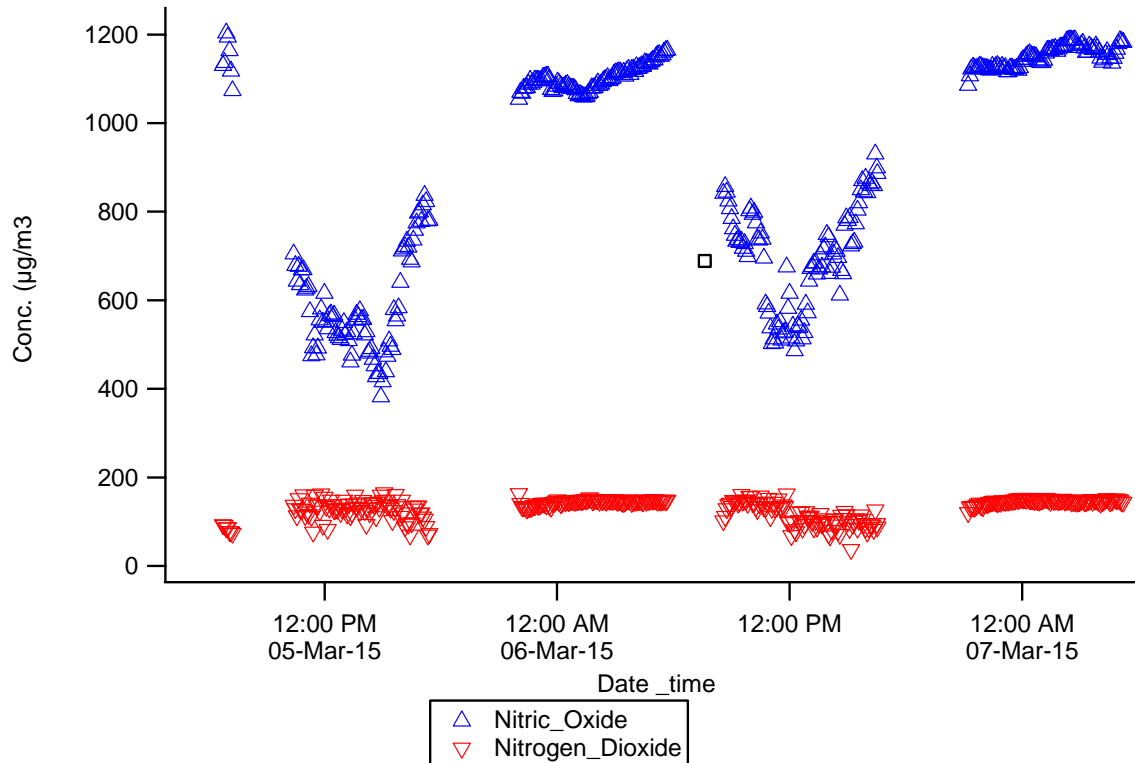 1200
1000
800
600
400
200
0
Conc. (µg/m3
12:00 PM
05-Mar-15
12:00 AM
06-Mar-15
12:00 PM
12:00 AM
07-Mar-15
Date _time
Nitric_Oxide
Nitrogen_Dioxide